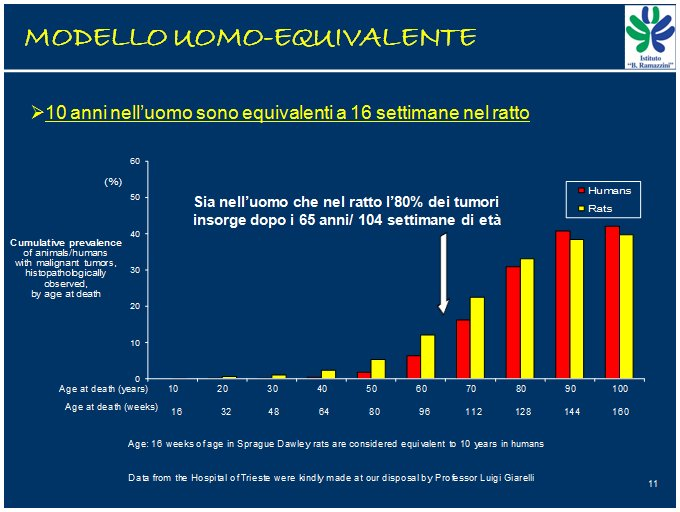 MODELLO UOMO-EQUIVALENTE
Istituto
"B. Ramazzini"
10 anni nell'uomo sono equivalenti a 16 settimane nel ratto
60
(%)
50
40
30
20
10
0
Sia nell'uomo che nel ratto l'80% dei tumori
insorge dopo i 65 anni/ 104 settimane di età
Humans
Rats
Cumulative prevalence
of animals/humans
with malignant tumors,
histopathologically
observed,
by age at death
Age at death (years) 10 20 30 40 50 60 70 80 90 100
Age at death (weeks) 16 32 48 64 80 96 112 128 144 160
Age: 16 weeks of age in Sprague Dawley rats are considered equivalent to 10 years in humans
Data from the Hospital of Trieste were kindly made at our disposal by Professor Luigi Giarelli
11